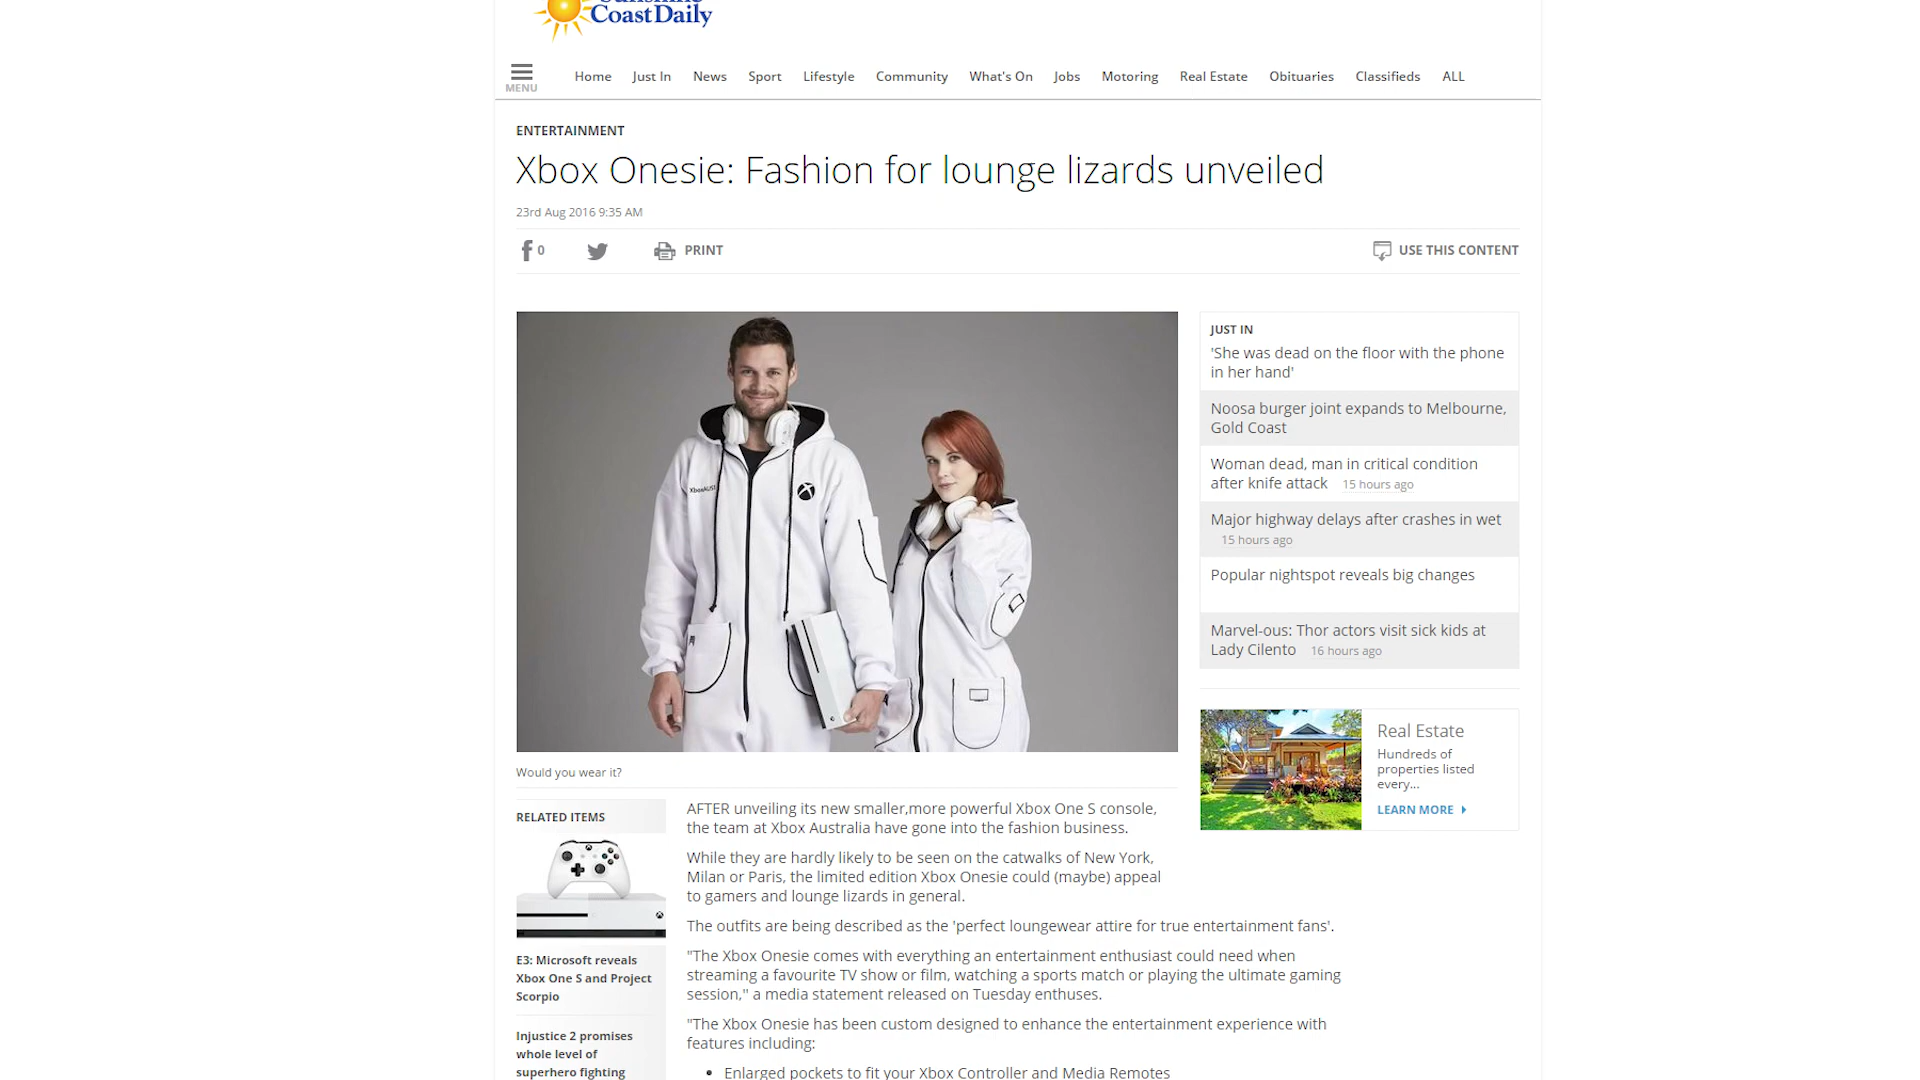 Sunshine
CoastDaily
MENU
Home Just In News Sport Lifestyle Community What's On Jobs Motoring Real Estate Obituaries Classifieds ALL
ENTERTAINMENT
Xbox Onesie: Fashion for lounge lizards unveiled
23rd Aug 2016 9:35 AM
0 PRINT USE THIS CONTENT
XboxAUS
Would you wear it?
JUST IN
'She was dead on the floor with the phone
in her hand'
Noosa burger joint expands to Melbourne,
Gold Coast
Woman dead, man in critical condition
after knife attack 15 hours ago
Major highway delays after crashes in wet
15 hours ago
Popular nightspot reveals big changes
Marvel-ous: Thor actors visit sick kids at
Lady Cilento 16 hours ago
Real Estate
Hundreds of
properties listed
every...
LEARN MORE
RELATED ITEMS
E3: Microsoft reveals
Xbox One S and Project
Scorpio
Injustice 2 promises
whole level of
superhero fighting
AFTER unveiling its new smaller,more powerful Xbox One S console,
the team at Xbox Australia have gone into the fashion business.
While they are hardly likely to be seen on the catwalks of New York,
Milan or Paris, the limited edition Xbox Onesie could (maybe) appeal
to gamers and lounge lizards in general.
The outfits are being described as the 'perfect loungewear attire for true entertainment fans'.
"The Xbox Onesie comes with everything an entertainment enthusiast could need when
streaming a favourite TV show or film, watching a sports match or playing the ultimate gaming
session," a media statement released on Tuesday enthuses.
"The Xbox Onesie has been custom designed to enhance the entertainment experience with
features including:
• Enlarged pockets to fit your Xbox Controller and Media Remotes